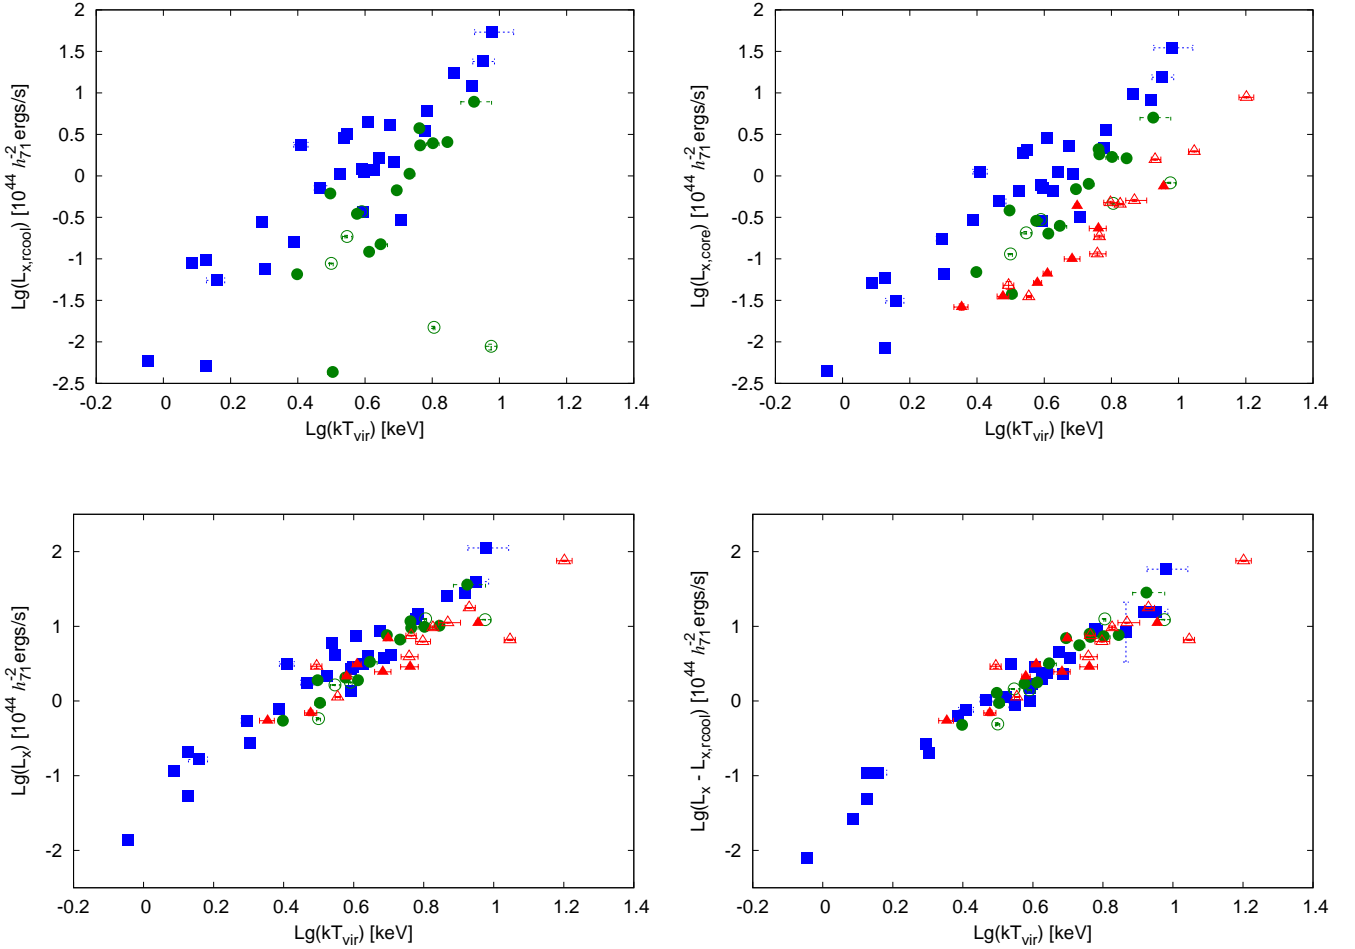 2
1.5
1
0.5
0
-0.5
-1
-1.5
-2
-2.5
-0.2 0 0.2 0.4 0.6 0.8 1 1.2 1.4
Lg(kT_vir) [keV]
Lg(L_x,rcool) [10^44 h_71^-2 ergs/s]
2
1.5
1
0.5
0
-0.5
-1
-1.5
-2
-2.5
-0.2 0 0.2 0.4 0.6 0.8 1 1.2 1.4
Lg(kT_vir) [keV]
Lg(L_x,core) [10^44 h_71^-2 ergs/s]
2
1
0
-1
-2
-0.2 0 0.2 0.4 0.6 0.8 1 1.2 1.4
Lg(kT_vir) [keV]
Lg(L_x) [10^44 h_71^-2 ergs/s]
2
1
0
-1
-2
-0.2 0 0.2 0.4 0.6 0.8 1 1.2 1.4
Lg(kT_vir) [keV]
Lg(L_x - L_x,rcool) [10^44 h_71^-2 ergs/s]